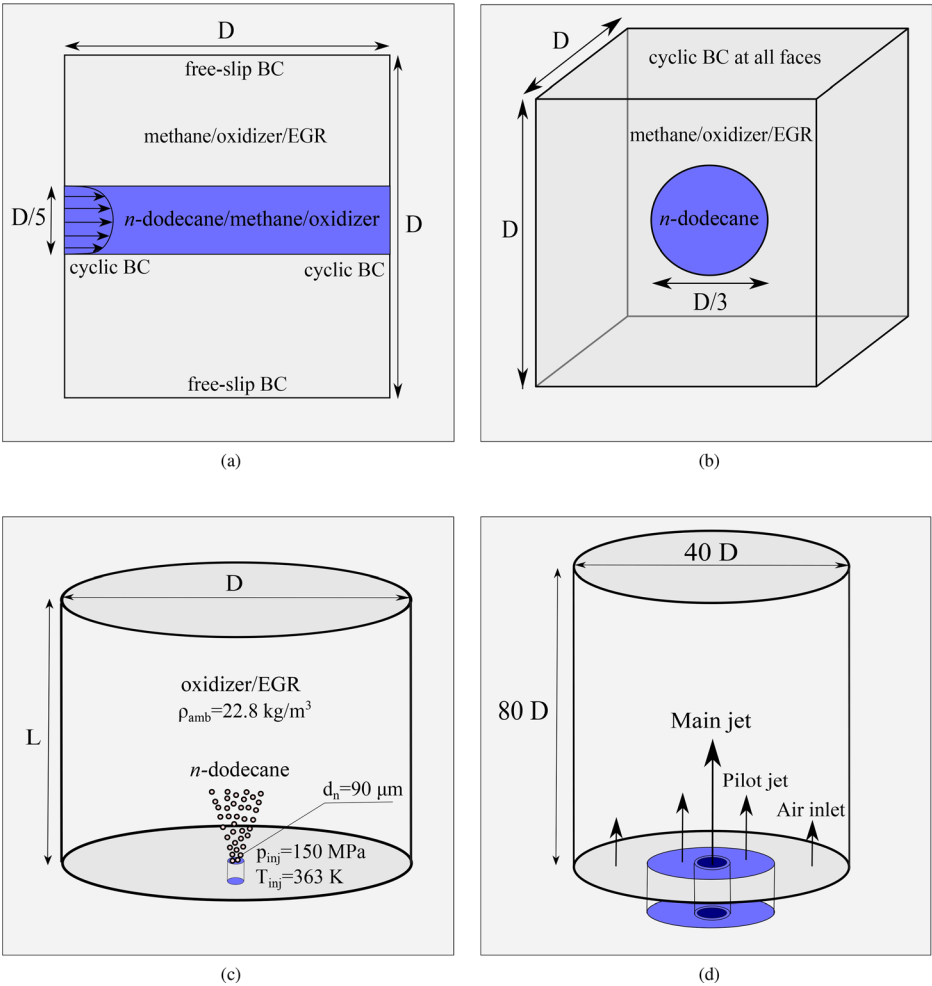 D
free-slip BC
methane/oxidizer/EGR
D/5
n-dodecane/methane/oxidizer
D
cyclic BC
cyclic BC
free-slip BC
(a)
D
cyclic BC at all faces
methane/oxidizer/EGR
D
n-dodecane
D/3
(b)
D
oxidizer/EGR
ρamb=22.8 kg/m³
L
n-dodecane
dn=90 μm
pinj=150 MPa
Tinj=363 K
(c)
40 D
80 D
Main jet
Pilot jet
Air inlet
(d)